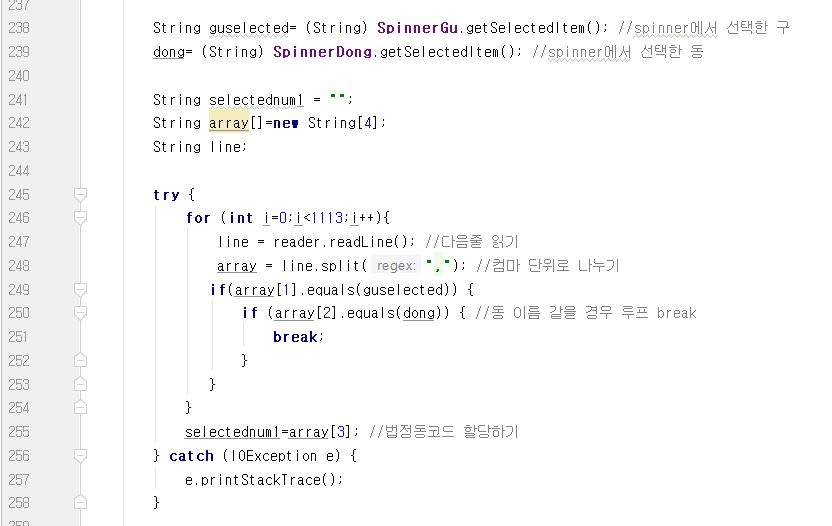 237
238 String guselected= (String) SpinnerGu.getSelectedItem(); //spinner에서 선택한 구
239 dong= (String) SpinnerDong.getSelectedItem(); //spinner에서 선택한 동
240
241 String selectednum1 = "";
242 String array[]=new String[4];
243 String line;
244
245 try {
246 for (int i=0;i<1113;i++){
247 line = reader.readLine(); //다음줄 읽기
248 array = line.split( regex: ","); //컴마 단위로 나누기
249 if(array[1].equals(guselected)) {
250 if (array[2].equals(dong)) { //동 이름 같을 경우 루프 break
251 break;
252 }
253 }
254 }
255 selectednum1=array[3]; //법정동코드 할당하기
256 } catch (IOException e) {
257 e.printStackTrace();
258 }
259